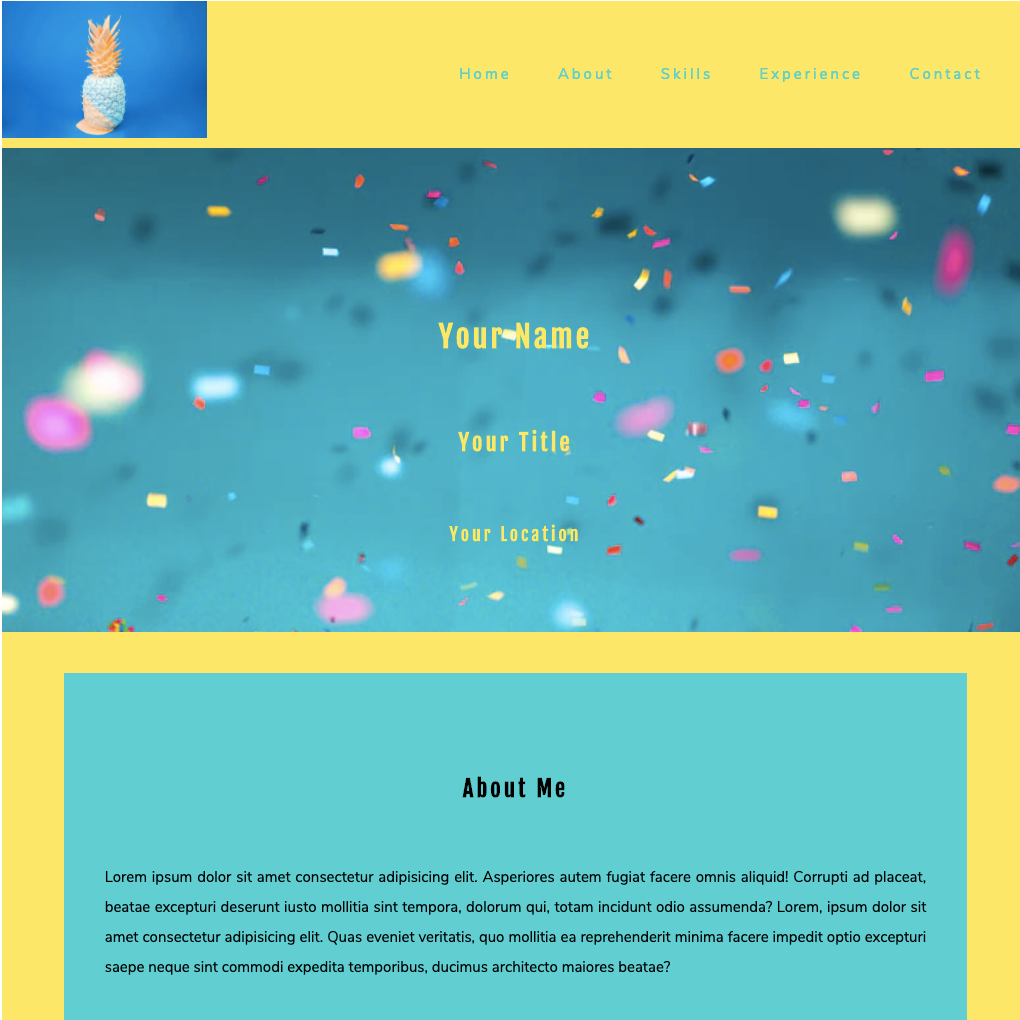 Home About Skills Experience Contact
Your Name
Your Title
Your Location
About Me
Lorem ipsum dolor sit amet consectetur adipisicing elit. Asperiores autem fugiat facere omnis aliquid! Corrupti ad placeat,
beatae excepturi deserunt iusto mollitia sint tempora, dolorum qui, totam incidunt odio assumenda? Lorem, ipsum dolor sit
amet consectetur adipisicing elit. Quas eveniet veritatis, quo mollitia ea reprehenderit minima facere impedit optio excepturi
saepe neque sint commodi expedita temporibus, ducimus architecto maiores beatae?